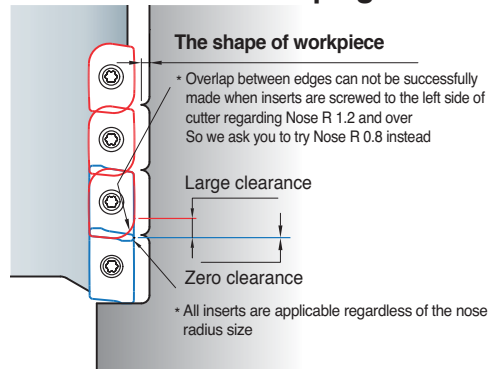 The shape of workpiece
* Overlap between edges can not be successfully
made when inserts are screwed to the left side of
cutter regarding Nose R 1.2 and over
So we ask you to try Nose R 0.8 instead
Large clearance
Zero clearance
* All inserts are applicable regardless of the nose
radius size